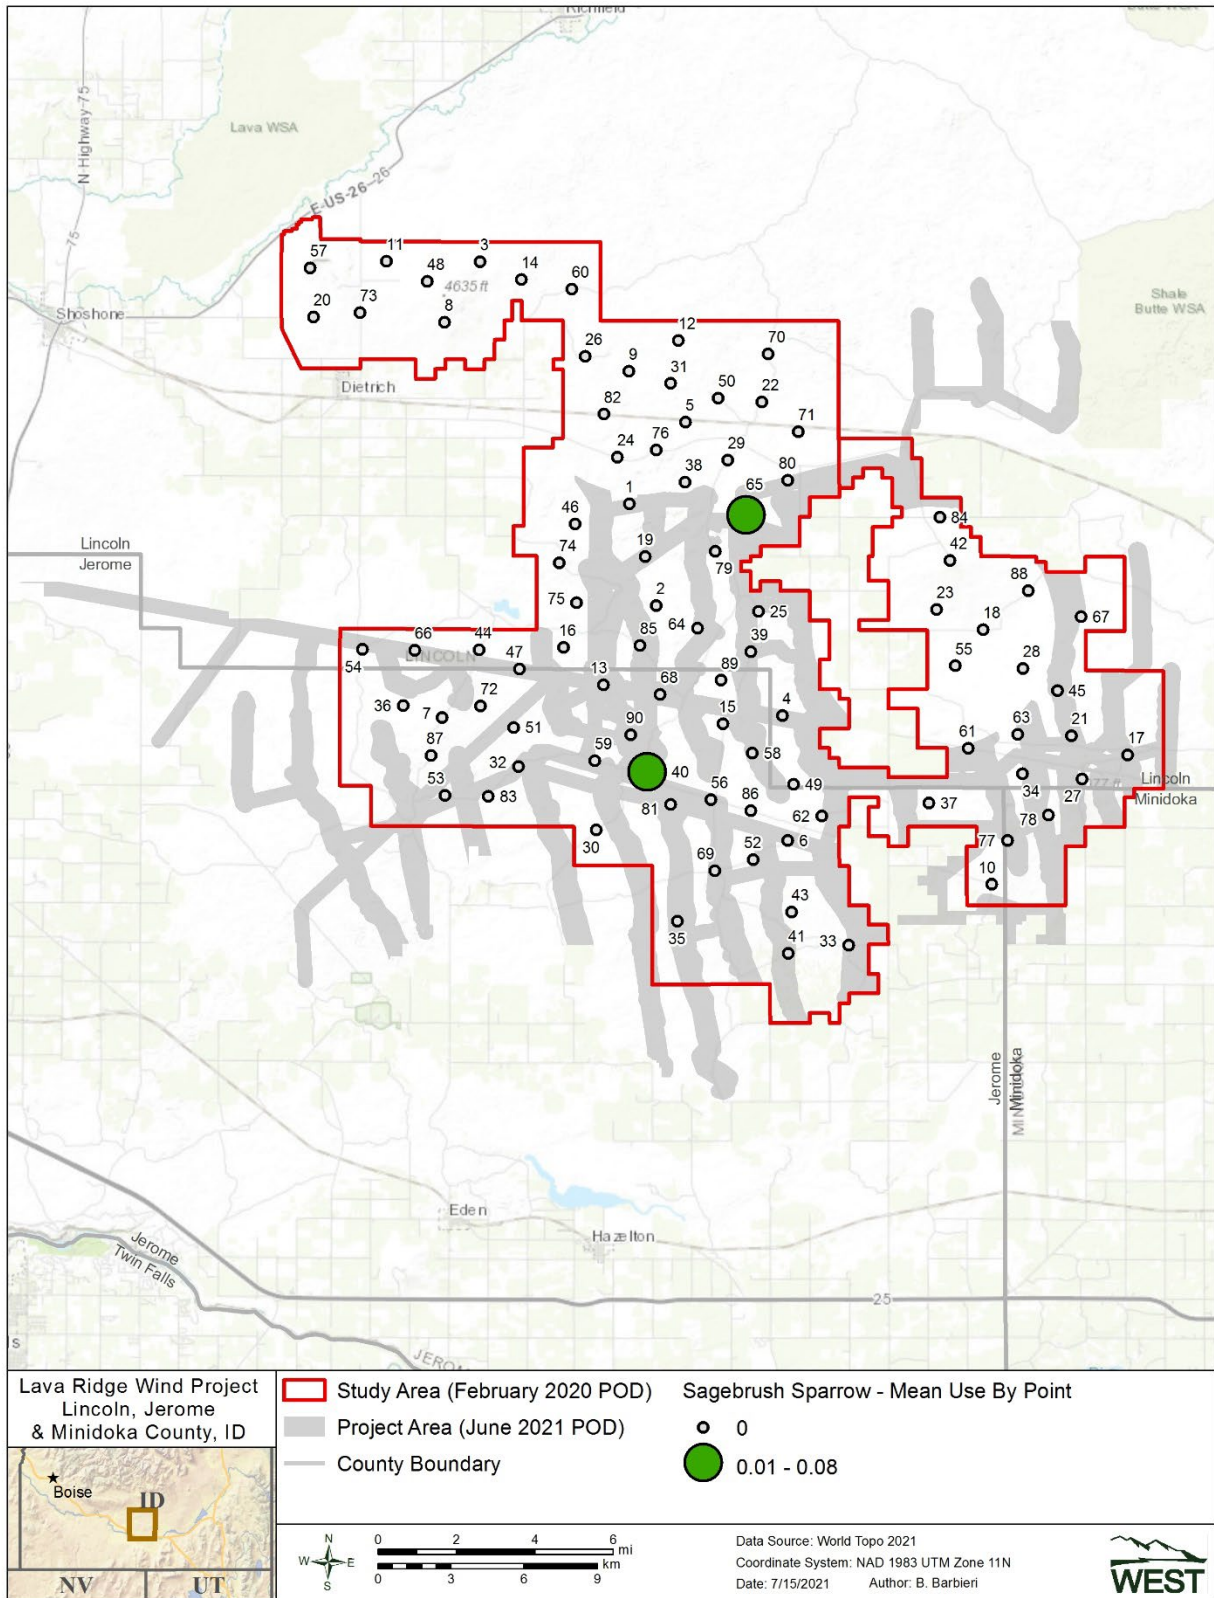 Richfield
Butte WSA
N Highway 75
Lava WSA
E-US-26
26
75
57
11
3
48
14
4635 ft
60
20
73
8
Shoshone
Shale
Butte WSA
12
26
70
9
31
Dietrich
50
22
82
5
71
24
76
29
38
80
65
1
46
84
Lincoln
Jerome
19
42
74
79
88
2
75
23
25
67
64
18
85
16
39
66
44
54
LINCOLN
47
55
28
13
89
68
45
36
72
7
15
4
51
90
63
21
61
17
87
59
58
32
40
Lincoln
Minidoka
53
83
56
49
34
27
77 ft
81
86
37
62
78
30
6
77
52
69
10
43
35
41
33
Jerome
Minidoka
Eden
Hazelton
Jerome
Twin Falls
25
ls
Lava Ridge Wind Project
Lincoln, Jerome
& Minidoka County, ID
Study Area (February 2020 POD)
Project Area (June 2021 POD)
County Boundary
Sagebrush Sparrow - Mean Use By Point
0
0.01 - 0.08
Boise
ID
NV
UT
N
W
E
S
0 2 4 6
mi
km
0 3 6 9
Data Source: World Topo 2021
Coordinate System: NAD 1983 UTM Zone 11N
Date: 7/15/2021 Author: B. Barbieri
WEST